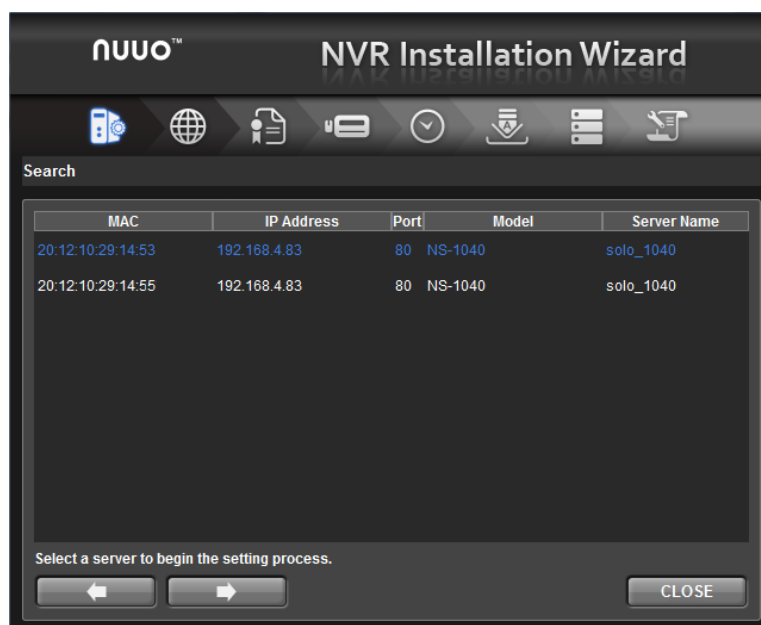 nuuo™ NVR Installation Wizard
Search
MAC IP Address Port Model Server Name
20:12:10:29:14:53 192.168.4.83 80 NS-1040 solo_1040
20:12:10:29:14:55 192.168.4.83 80 NS-1040 solo_1040
Select a server to begin the setting process.
CLOSE